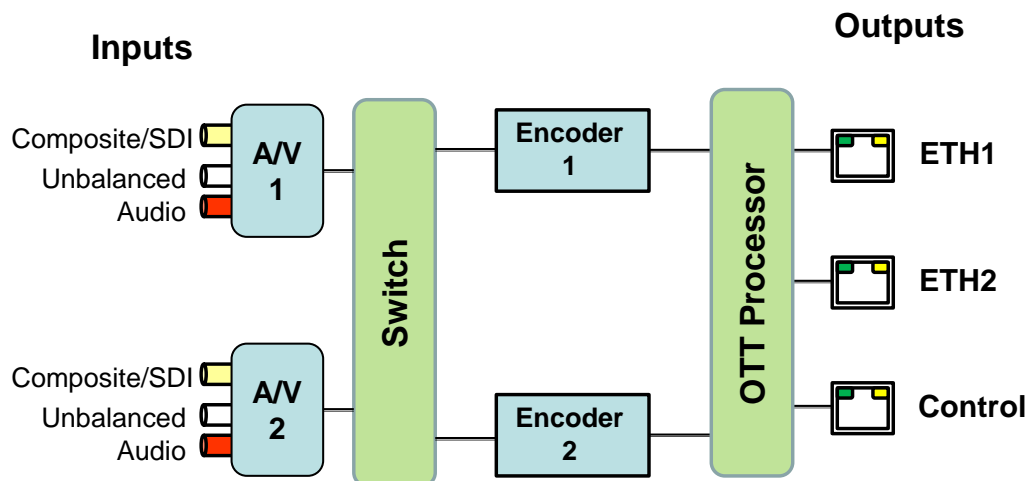 Inputs
Outputs
Composite/SDI
Unbalanced
Audio
A/V
1
Switch
Encoder
1
OTT Processor
ETH1
ETH2
Composite/SDI
Unbalanced
Audio
A/V
2
Encoder
2
Control